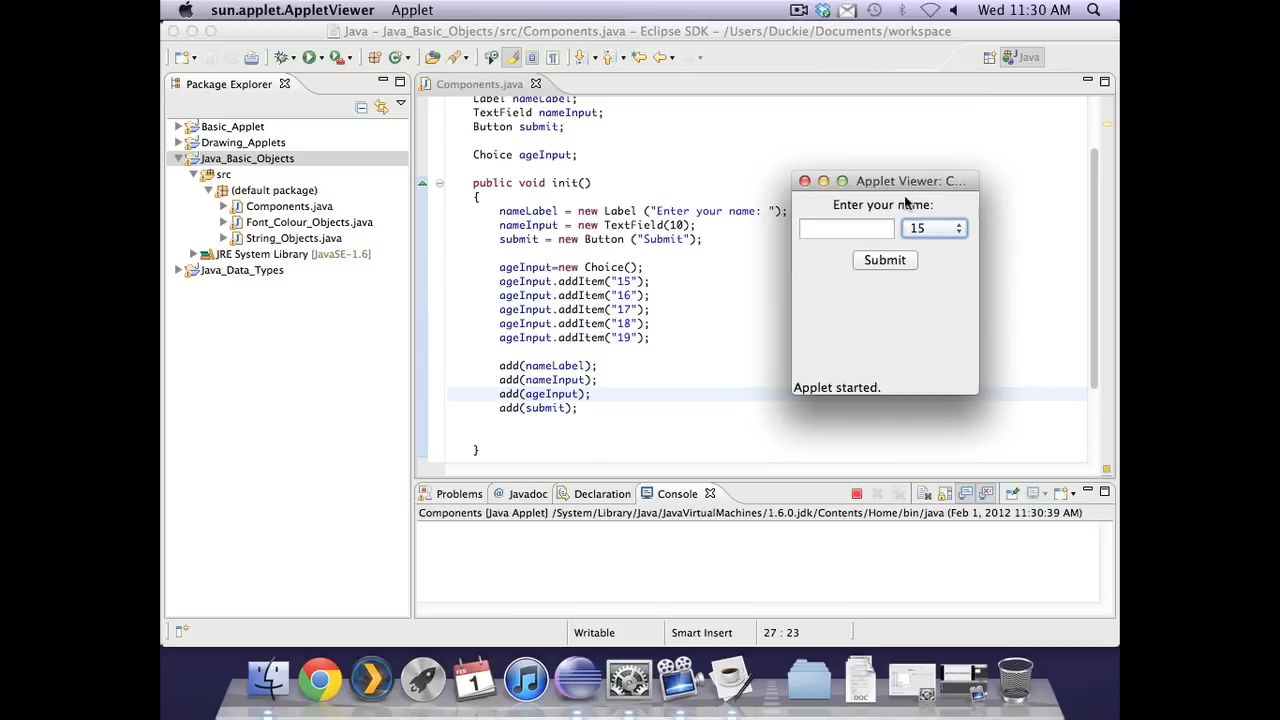 sun.applet.AppletViewer Applet Wed 11:30 AM
Java – Java_Basic_Objects/src/Components.java – Eclipse SDK – /Users/Duckie/Documents/workspace
Java
Package Explorer
Components.java
Basic_Applet
Drawing_Applets
Java_Basic_Objects
src
(default package)
Components.java
Font_Colour_Objects.java
String_Objects.java
JRE System Library [JavaSE-1.6]
Java_Data_Types
Label nameLabel;
TextField nameInput;
Button submit;
Choice ageInput;
public void init()
{
nameLabel = new Label ("Enter your name: ");
nameInput = new TextField(10);
submit = new Button ("Submit");
ageInput=new Choice();
ageInput.addItem("15");
ageInput.addItem("16");
ageInput.addItem("17");
ageInput.addItem("18");
ageInput.addItem("19");
add(nameLabel);
add(nameInput);
add(ageInput);
add(submit);
}
Applet Viewer: C...
Enter your name:
15
Submit
Applet started.
Problems @ Javadoc Declaration Console
Components [Java Applet] /System/Library/Java/JavaVirtualMachines/1.6.0.jdk/Contents/Home/bin/java (Feb 1, 2012 11:30:39 AM)
Writable Smart Insert 27 : 23
FEB
1
DOC